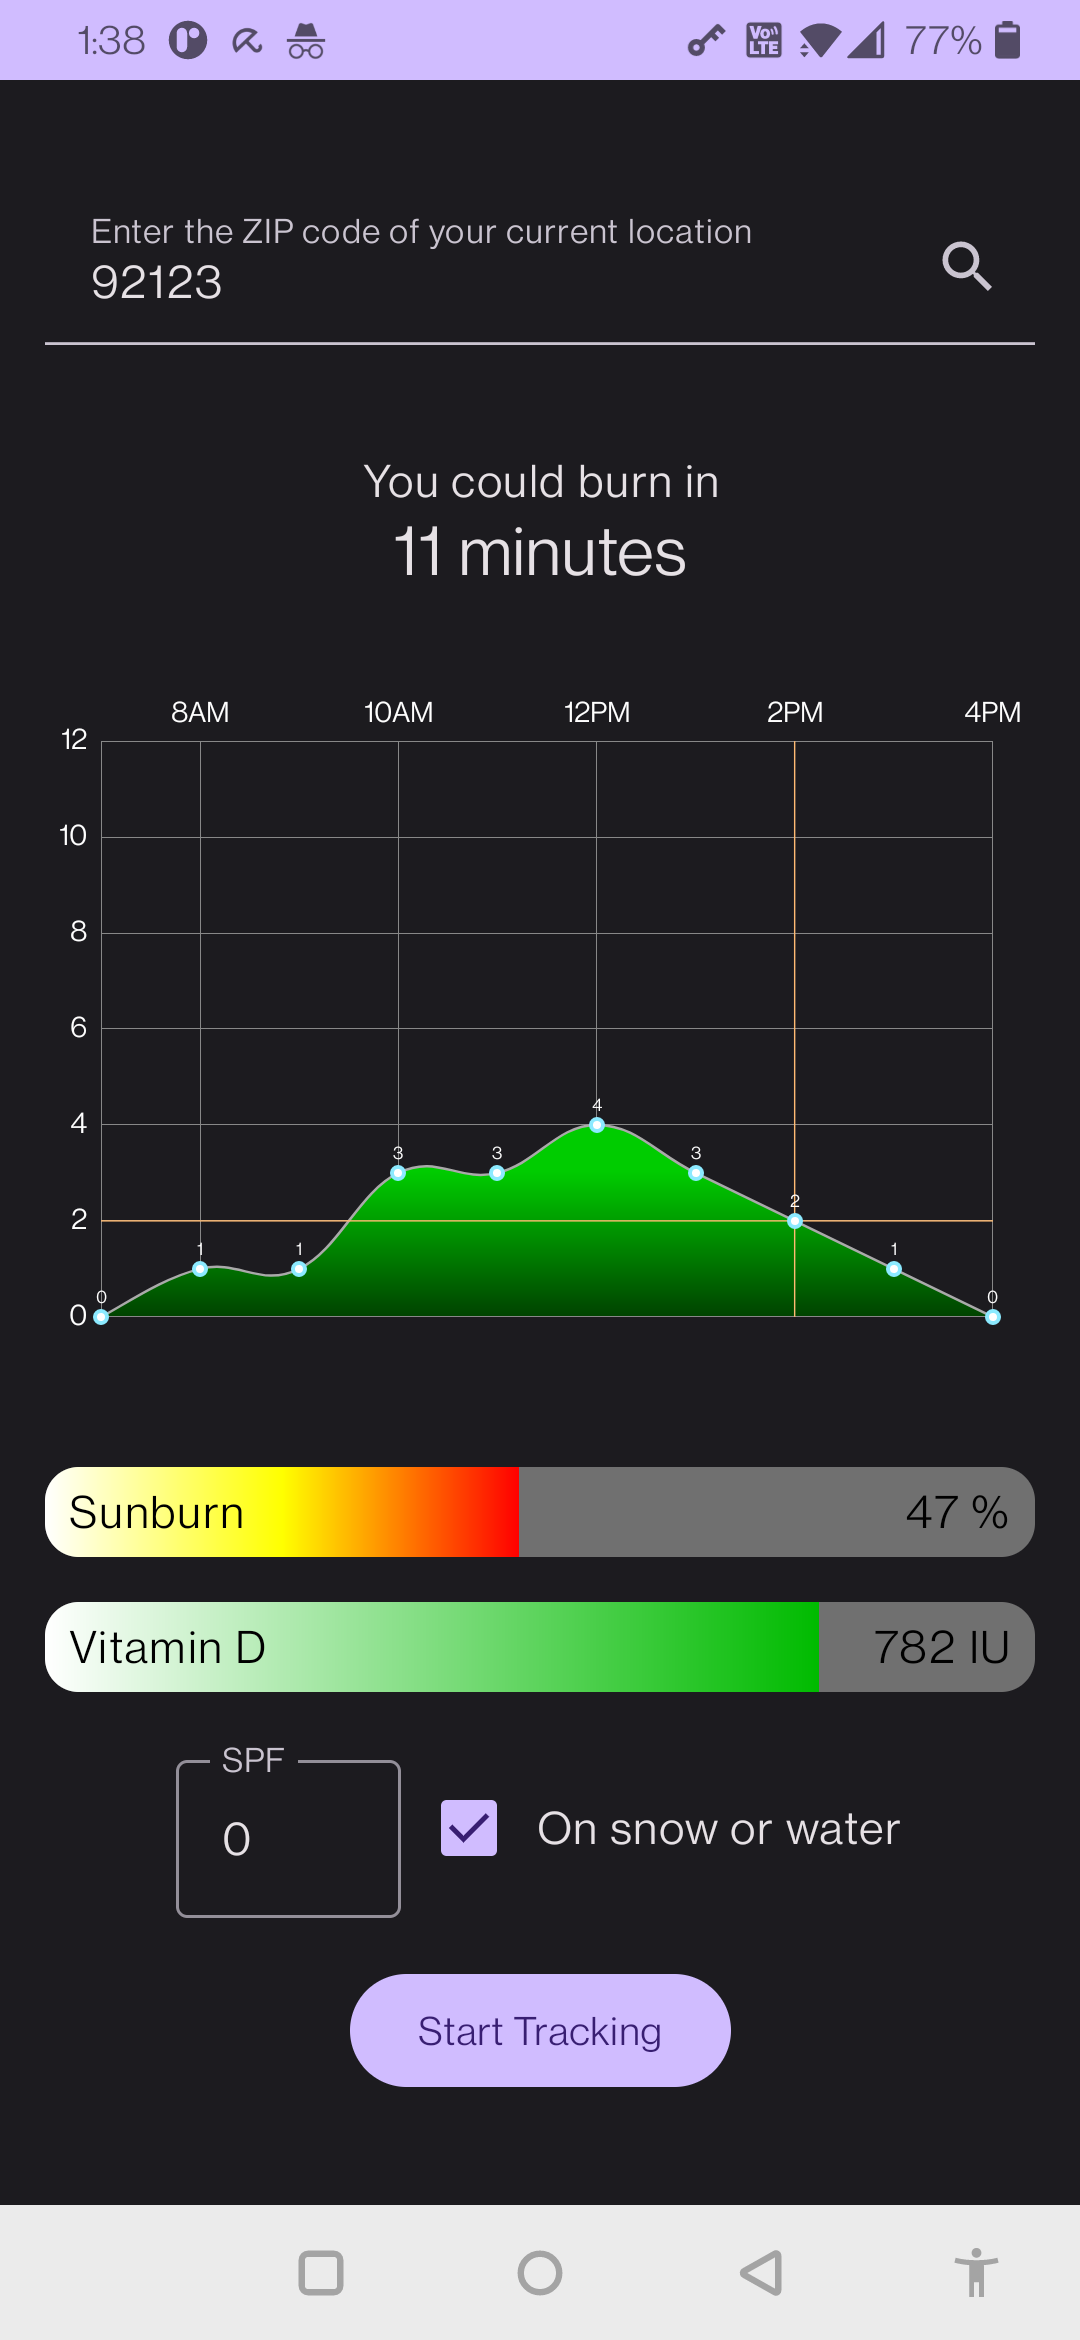 1:38 Vo LTE 77%
Enter the ZIP code of your current location
92123
You could burn in
11 minutes
8AM 10AM 12PM 2PM 4PM
12
10
8
6
4
2
0
0 1 1 3 3 4 3 2 1 0
Sunburn 47 %
Vitamin D 782 IU
SPF
0
On snow or water
Start Tracking